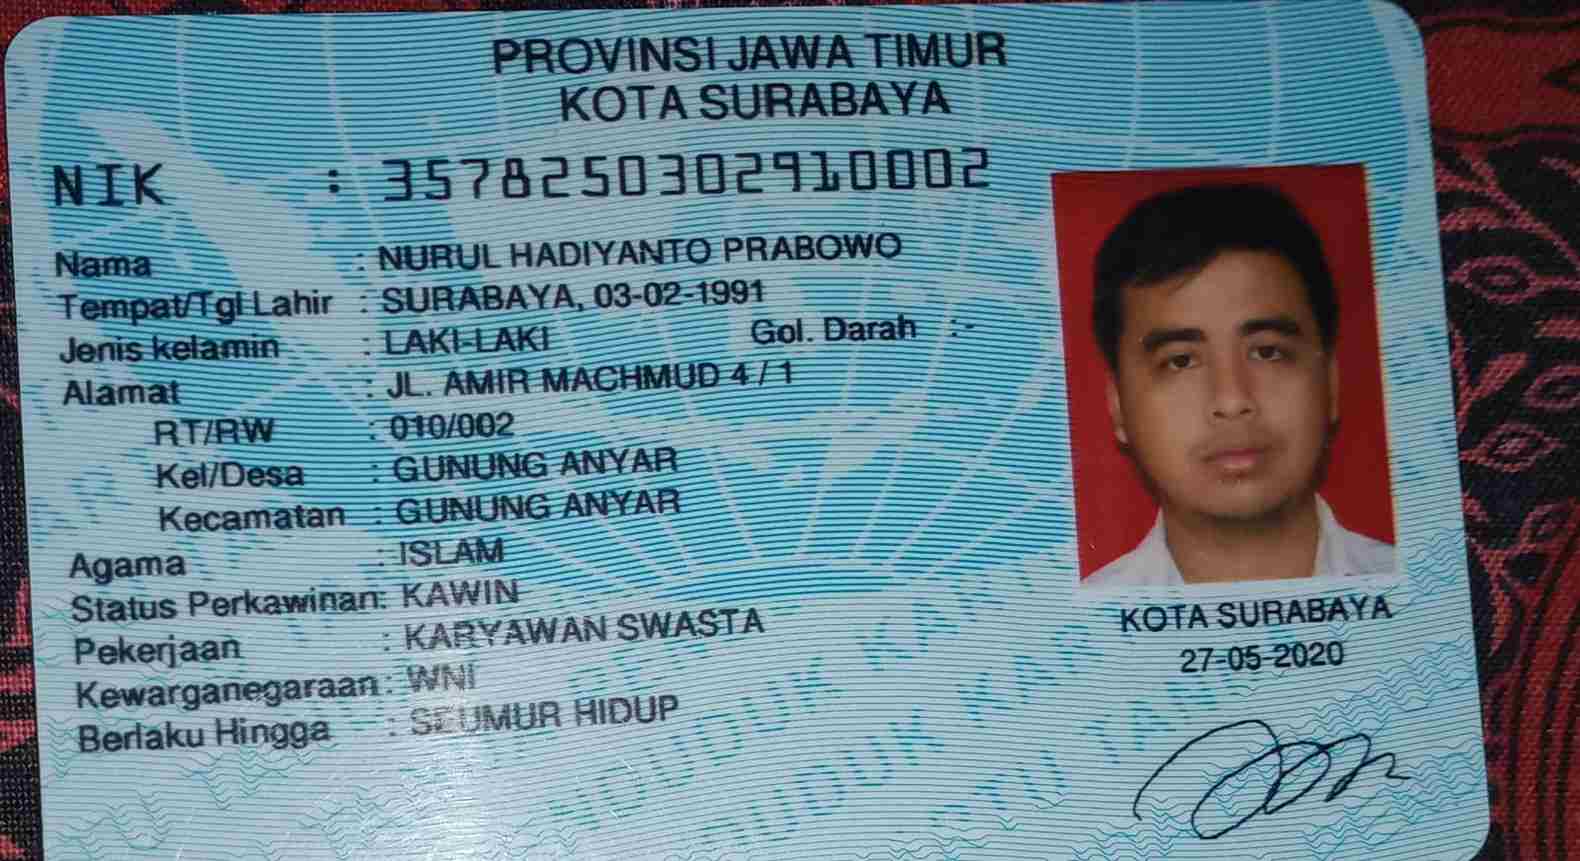 PROVINSI JAWA TIMUR
KOTA SURABAYA
NIK : 3578250302910002
Nama : NURUL HADIYANTO PRABOWO
Tempat/Tgl Lahir : SURABAYA, 03-02-1991
Jenis kelamin : LAKI-LAKI Gol. Darah : -
Alamat : JL. AMIR MACHMUD 4 / 1
RT/RW : 010/002
Kel/Desa : GUNUNG ANYAR
Kecamatan : GUNUNG ANYAR
Agama : ISLAM
Status Perkawinan: KAWIN
Pekerjaan : KARYAWAN SWASTA
Kewarganegaraan : WNI
Berlaku Hingga : SEUMUR HIDUP
KOTA SURABAYA
27-05-2020